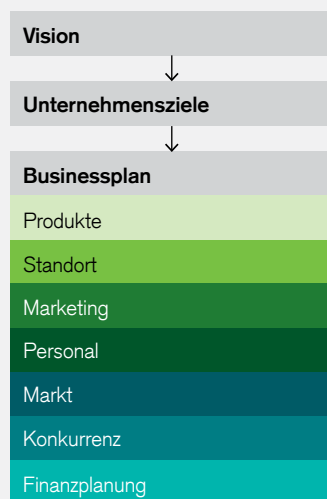 Vision
Unternehmensziele
Businessplan
Produkte
Standort
Marketing
Personal
Markt
Konkurrenz
Finanzplanung